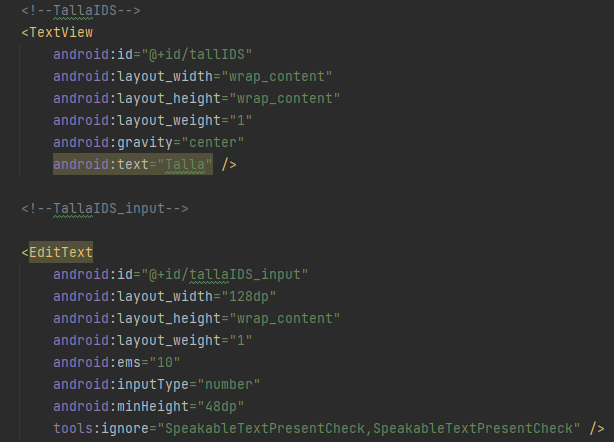 <!--TallaIDS-->
<TextView
android:id="@+id/tallIDS"
android:layout_width="wrap_content"
android:layout_height="wrap_content"
android:layout_weight="1"
android:gravity="center"
android:text="Talla" />
<!--TallaIDS_input-->
<EditText
android:id="@+id/tallaIDS_input"
android:layout_width="128dp"
android:layout_height="wrap_content"
android:layout_weight="1"
android:ems="10"
android:inputType="number"
android:minHeight="48dp"
tools:ignore="SpeakableTextPresentCheck,SpeakableTextPresentCheck" />